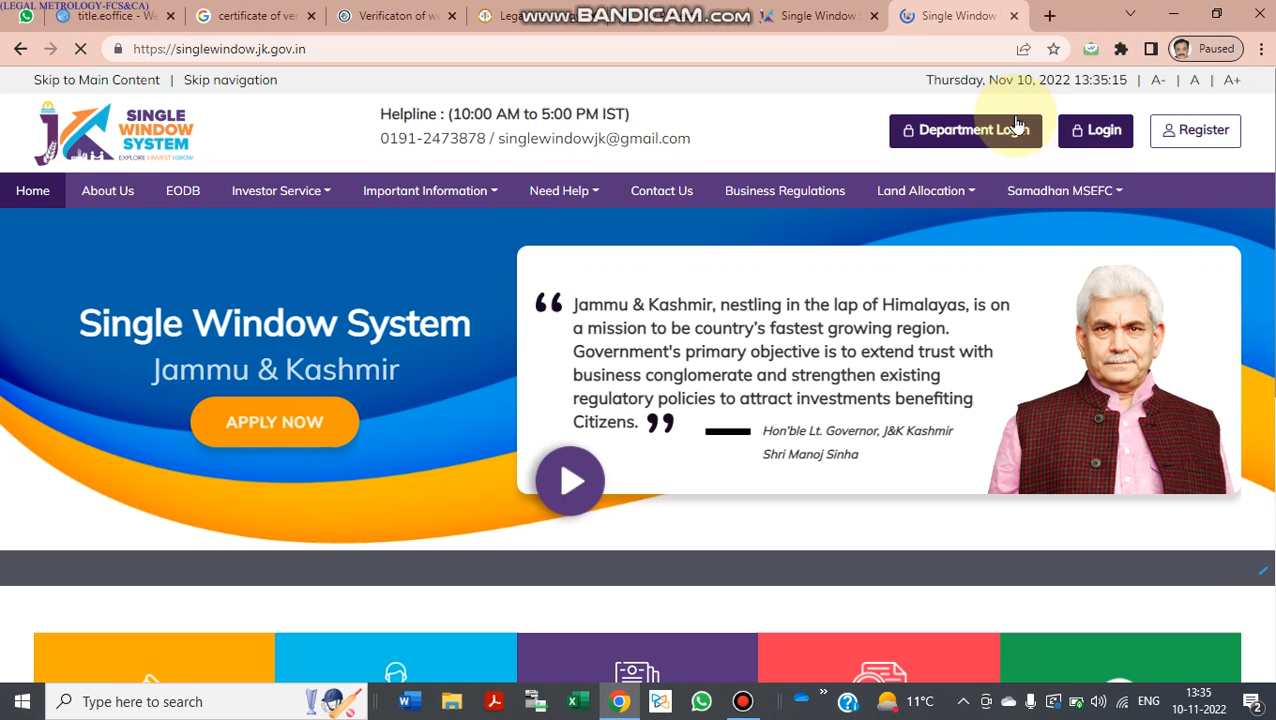 (LEGAL METROLOGY-FCS&CA)
title.eoffice - W
certificate of ver
Verificaton of we
Lega
WWW.BANDICAM.COM
Single Window S
Single Window S
https://singlewindow.jk.gov.in
Paused
Skip to Main Content | Skip navigation
Thursday, Nov 10, 2022 13:35:15 | A- | A | A+
SINGLE
WINDOW
SYSTEM
EXPLORE | INVEST | GROW
Helpline : (10:00 AM to 5:00 PM IST)
0191-2473878 / singlewindowjk@gmail.com
Department Login
Login
Register
Home
About Us
EODB
Investor Service
Important Information
Need Help
Contact Us
Business Regulations
Land Allocation
Samadhan MSEFC
Single Window System
Jammu & Kashmir
APPLY NOW
“ Jammu & Kashmir, nestling in the lap of Himalayas, is on
a mission to be country's fastest growing region.
Government's primary objective is to extend trust with
business conglomerate and strengthen existing
regulatory policies to attract investments benefiting
Citizens. ”
Hon'ble Lt. Governor, J&K Kashmir
Shri Manoj Sinha
Type here to search
11°C
ENG
13:35
10-11-2022
2